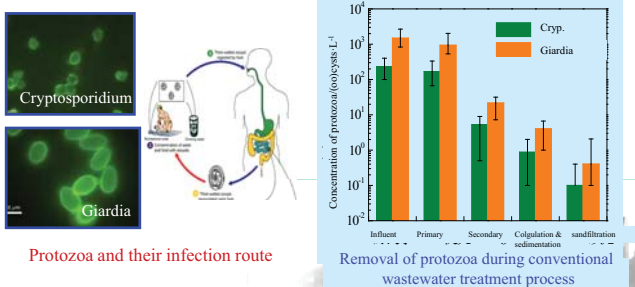 Cryptosporidium
Giardia
Protozoa and their infection route
Concentration of protozoa/(oo)cysts·L⁻¹
10⁴
10³
10²
10¹
10⁰
10⁻¹
10⁻²
Cryp.
Giardia
Influent
Primary
Secondary
Colgulation &
sedimentation
sandfiltration
Removal of protozoa during conventional
wastewater treatment process